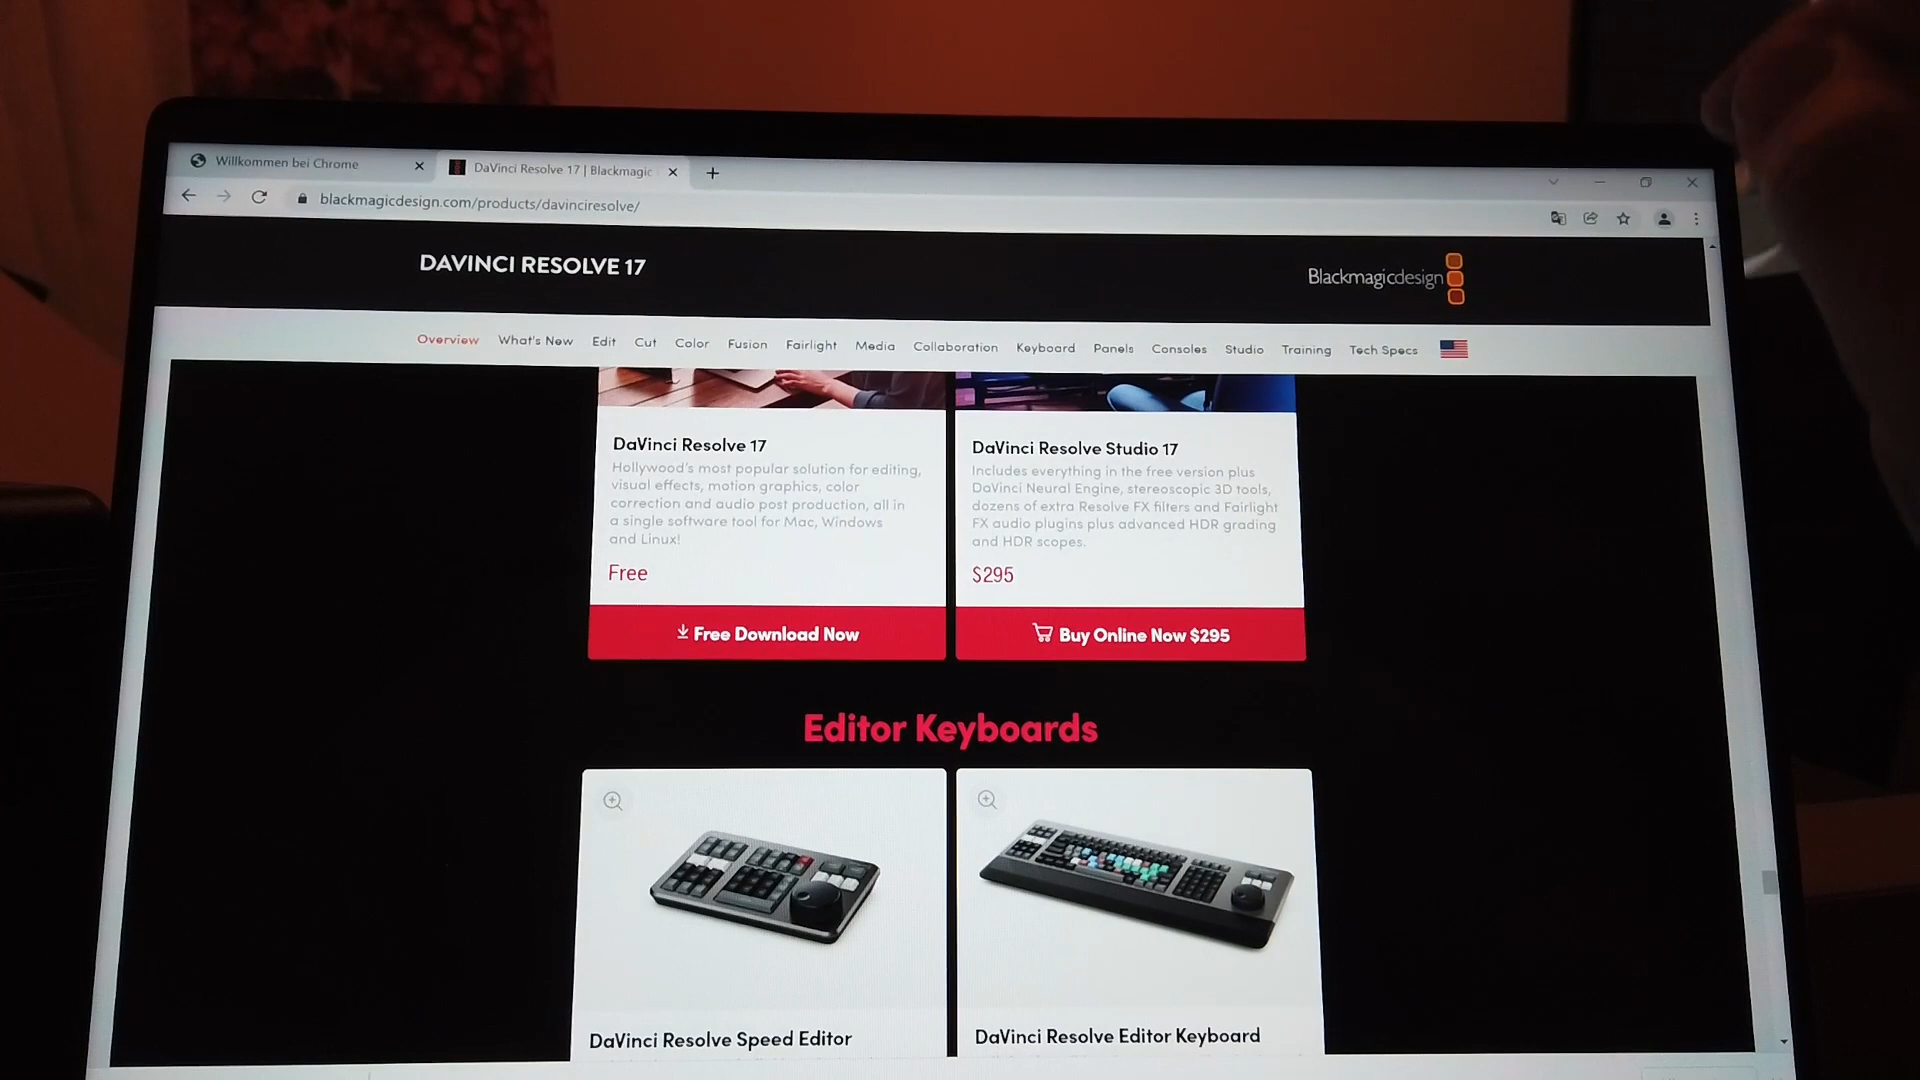 Willkommen bei Chrome
DaVinci Resolve 17 | Blackmagic
blackmagicdesign.com/products/davinciresolve/
DAVINCI RESOLVE 17
Blackmagicdesign
Overview What's New Edit Cut Color Fusion Fairlight Media Collaboration Keyboard Panels Consoles Studio Training Tech Specs
DaVinci Resolve 17
Hollywood's most popular solution for editing,
visual effects, motion graphics, color
correction and audio post production, all in
a single software tool for Mac, Windows
and Linux!
Free
Free Download Now
DaVinci Resolve Studio 17
Includes everything in the free version plus
DaVinci Neural Engine, stereoscopic 3D tools,
dozens of extra Resolve FX filters and Fairlight
FX audio plugins plus advanced HDR grading
and HDR scopes.
$295
Buy Online Now $295
Editor Keyboards
DaVinci Resolve Speed Editor
DaVinci Resolve Editor Keyboard